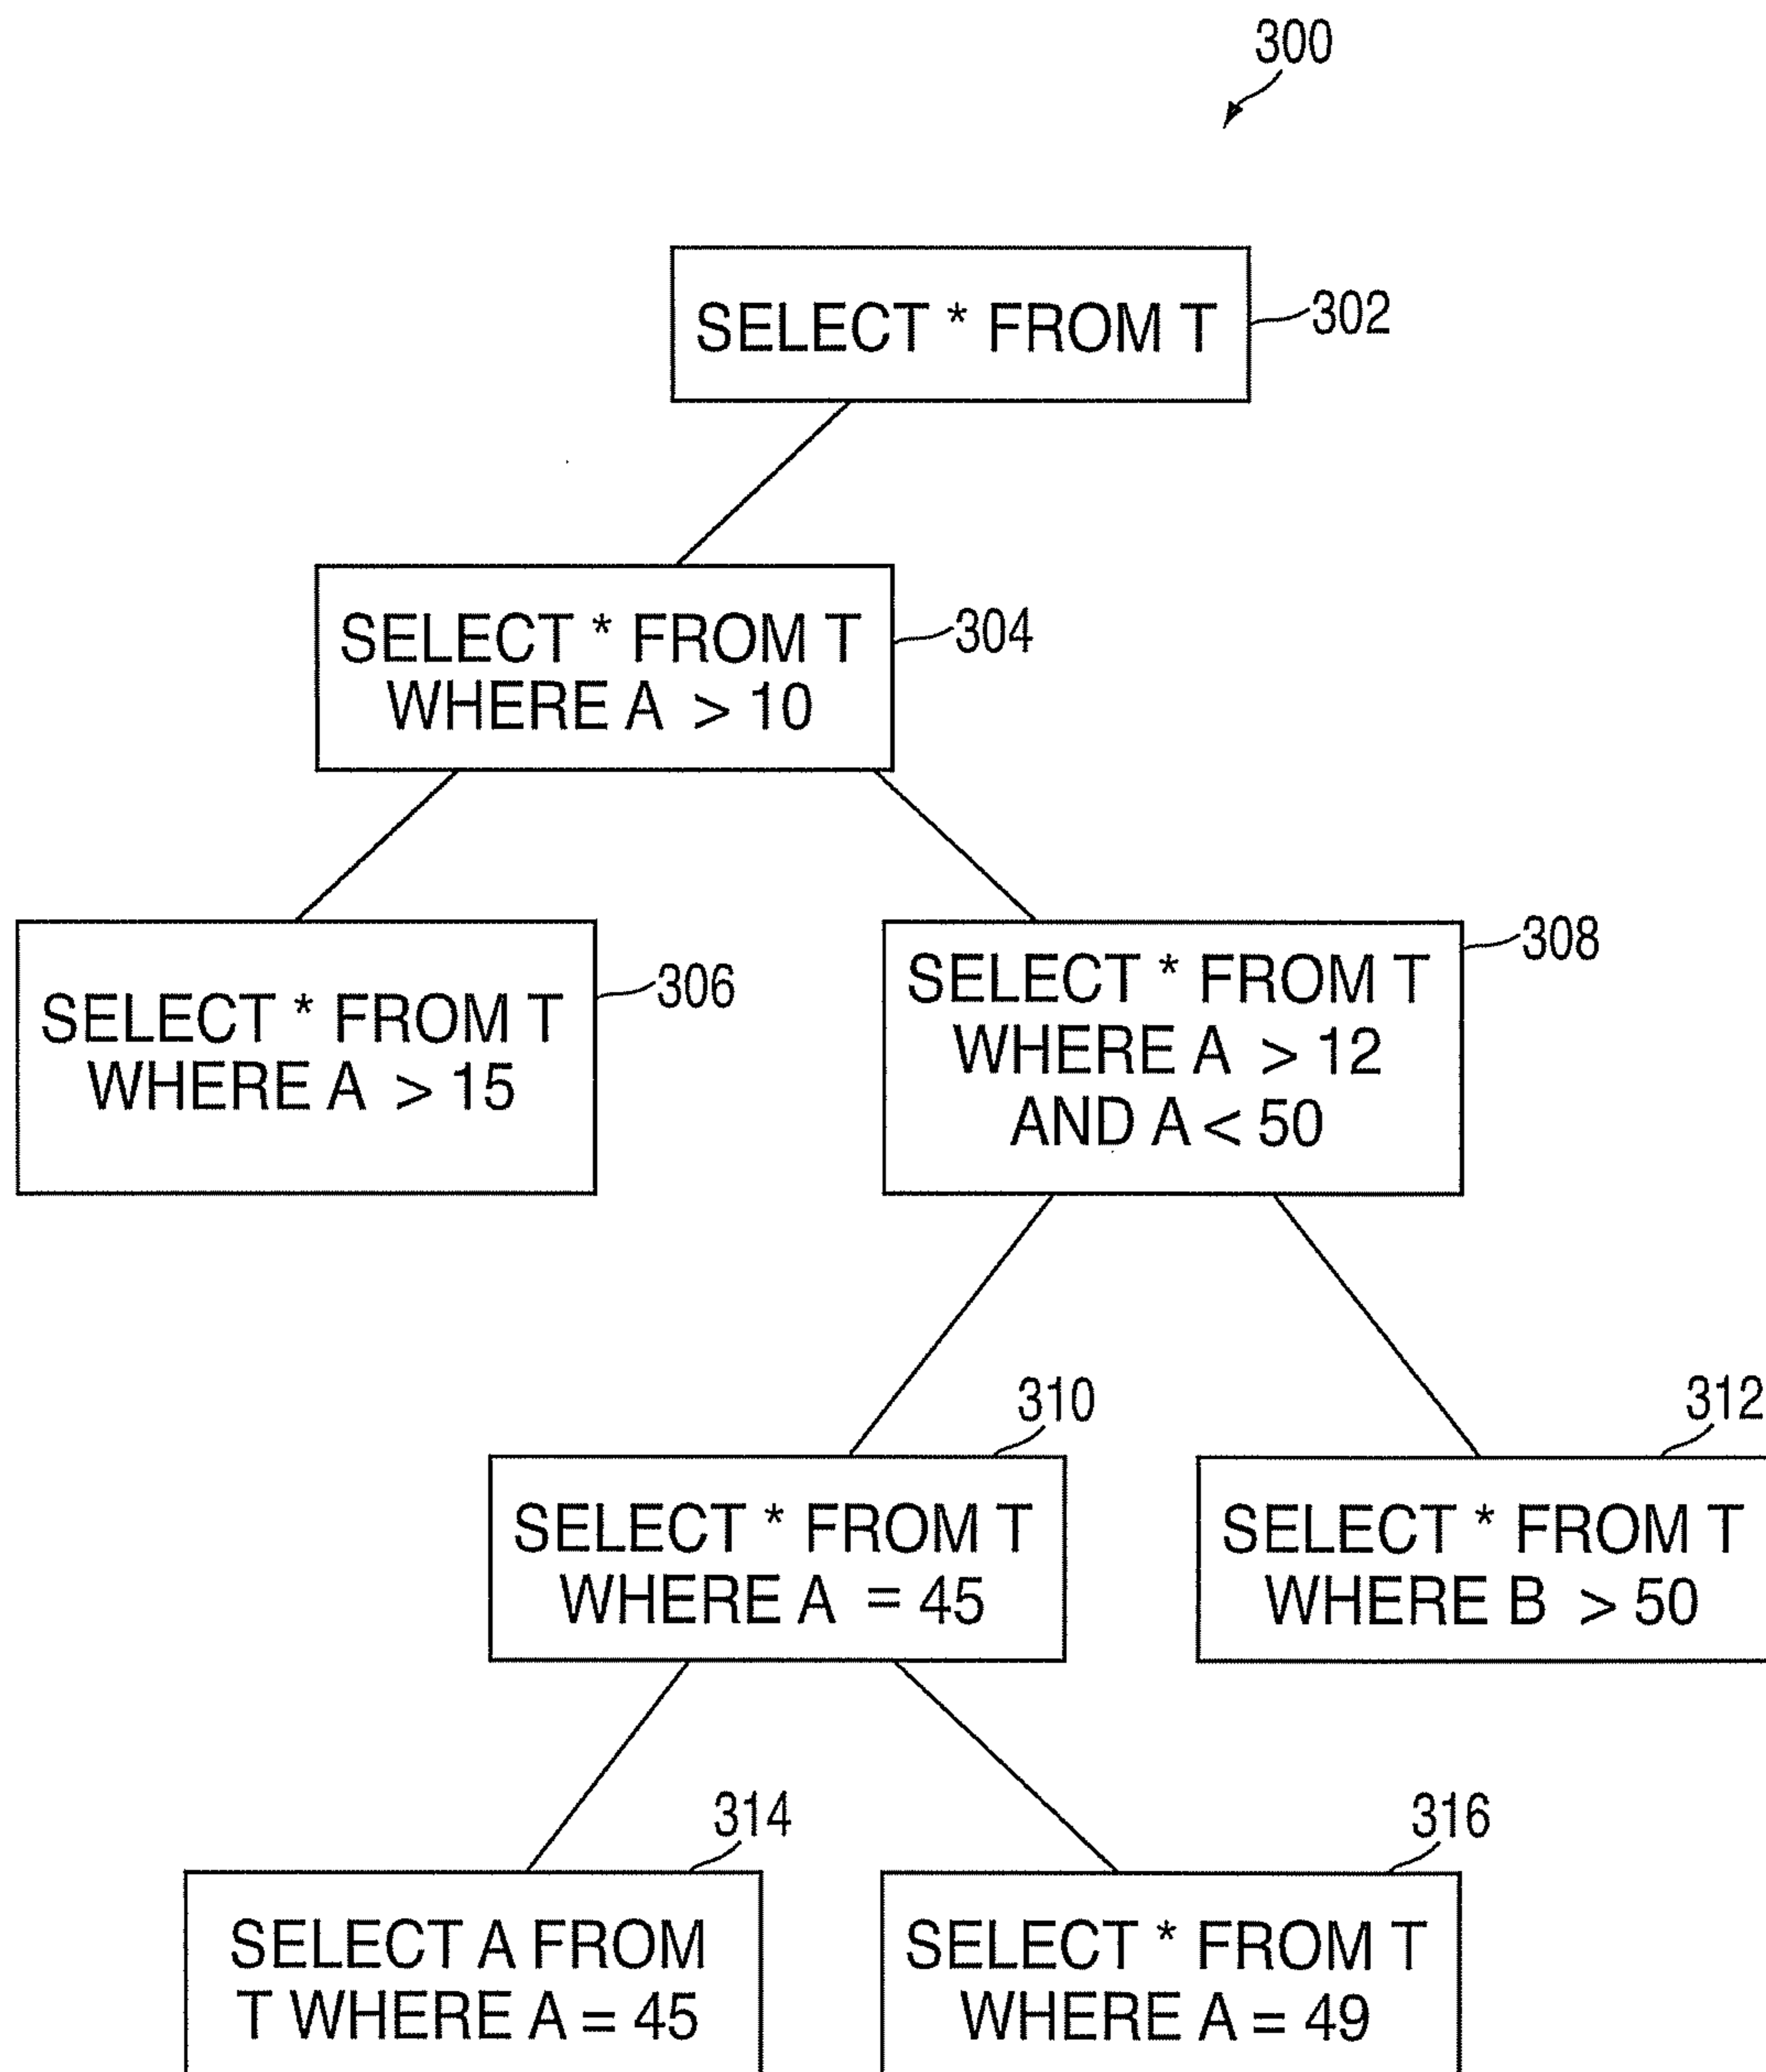 300
SELECT * FROM T
302
SELECT * FROM T
WHERE A > 10
304
SELECT * FROM T
WHERE A > 15
306
SELECT * FROM T
WHERE A > 12
AND A < 50
308
310
SELECT * FROM T
WHERE A = 45
312
SELECT * FROM T
WHERE B > 50
314
SELECT A FROM
T WHERE A = 45
316
SELECT * FROM T
WHERE A = 49